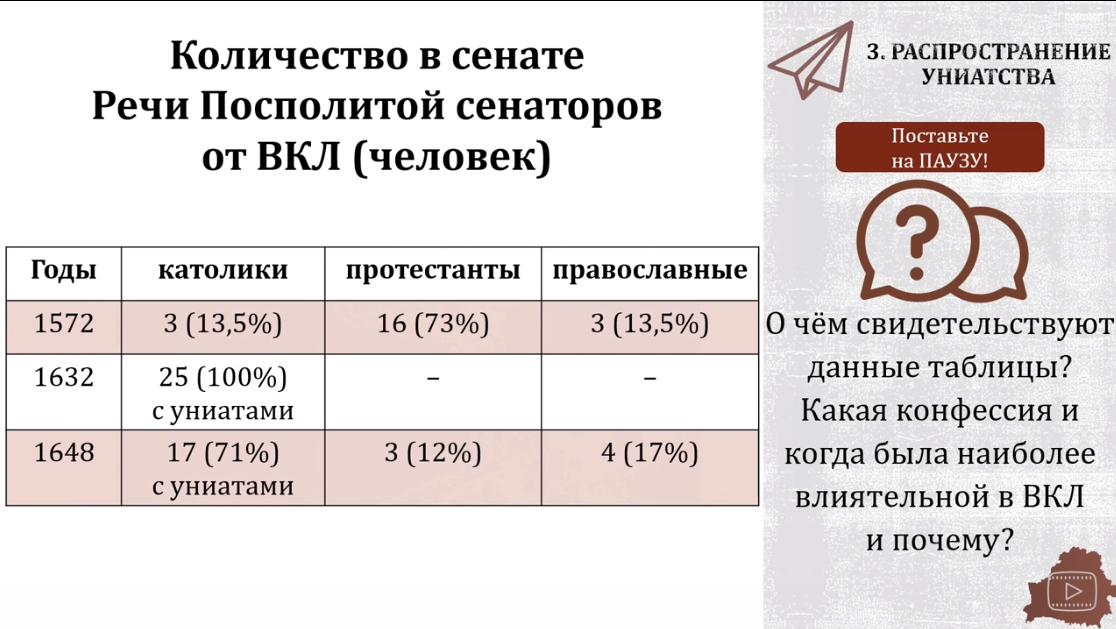 Количество в сенате
Речи Посполитой сенаторов
от ВКЛ (человек)
Годы католики протестанты православные
1572 3 (13,5%) 16 (73%) 3 (13,5%)
1632 25 (100%) – –
с униатами
1648 17 (71%) 3 (12%) 4 (17%)
с униатами
3. РАСПРОСТРАНЕНИЕ
УНИАТСТВА
Поставьте
на ПАУЗУ!
?
О чём свидетельствуют
данные таблицы?
Какая конфессия и
когда была наиболее
влиятельной в ВКЛ
и почему?